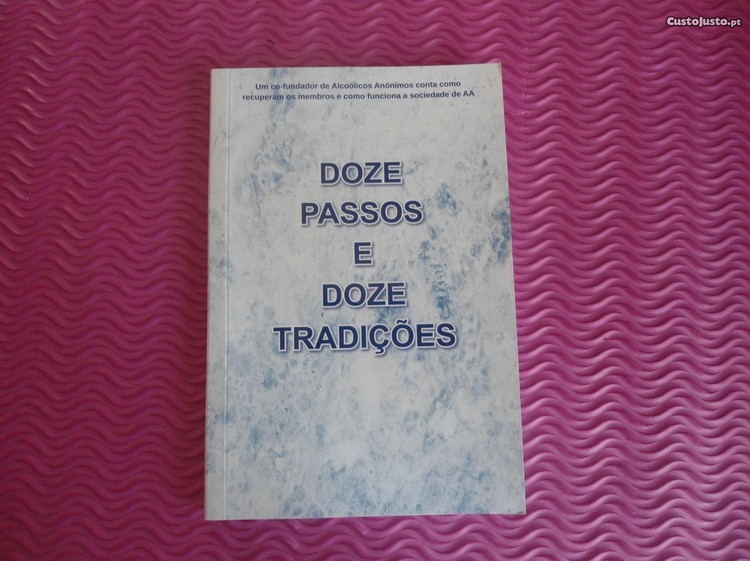 CustoJusto.pt
Um co-fundador de Alcoólicos Anónimos conta como
recuperam os membros e como funciona a sociedade de AA
DOZE
PASSOS
E
DOZE
TRADIÇÕES